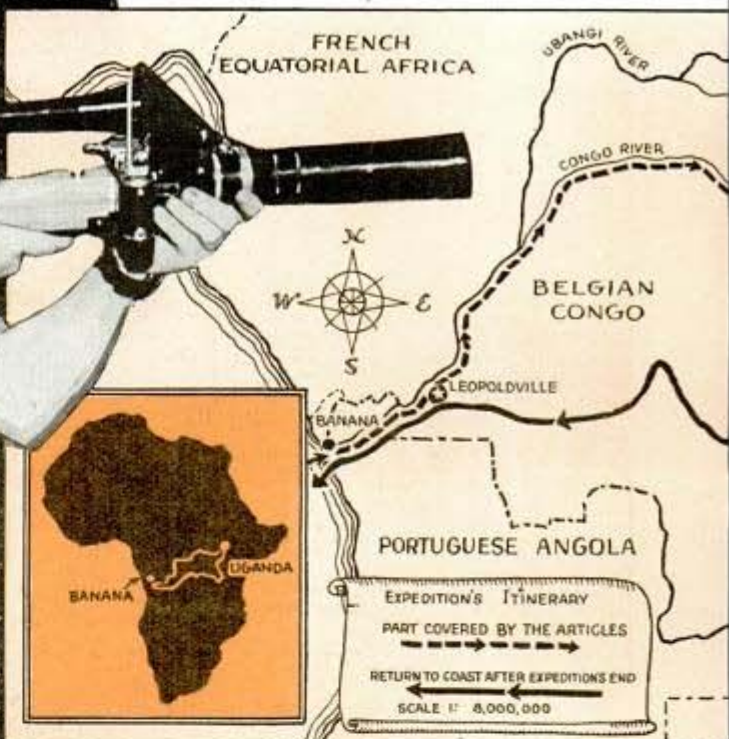 FRENCH
EQUATORIAL AFRICA
UBANGI RIVER
CONGO RIVER
N
W E
S
BELGIAN
CONGO
LEOPOLDVILLE
BANANA
PORTUGUESE ANGOLA
UGANDA
BANANA
EXPEDITION'S ITINERARY
PART COVERED BY THE ARTICLES
RETURN TO COAST AFTER EXPEDITIONS END
SCALE 1: 8,000,000